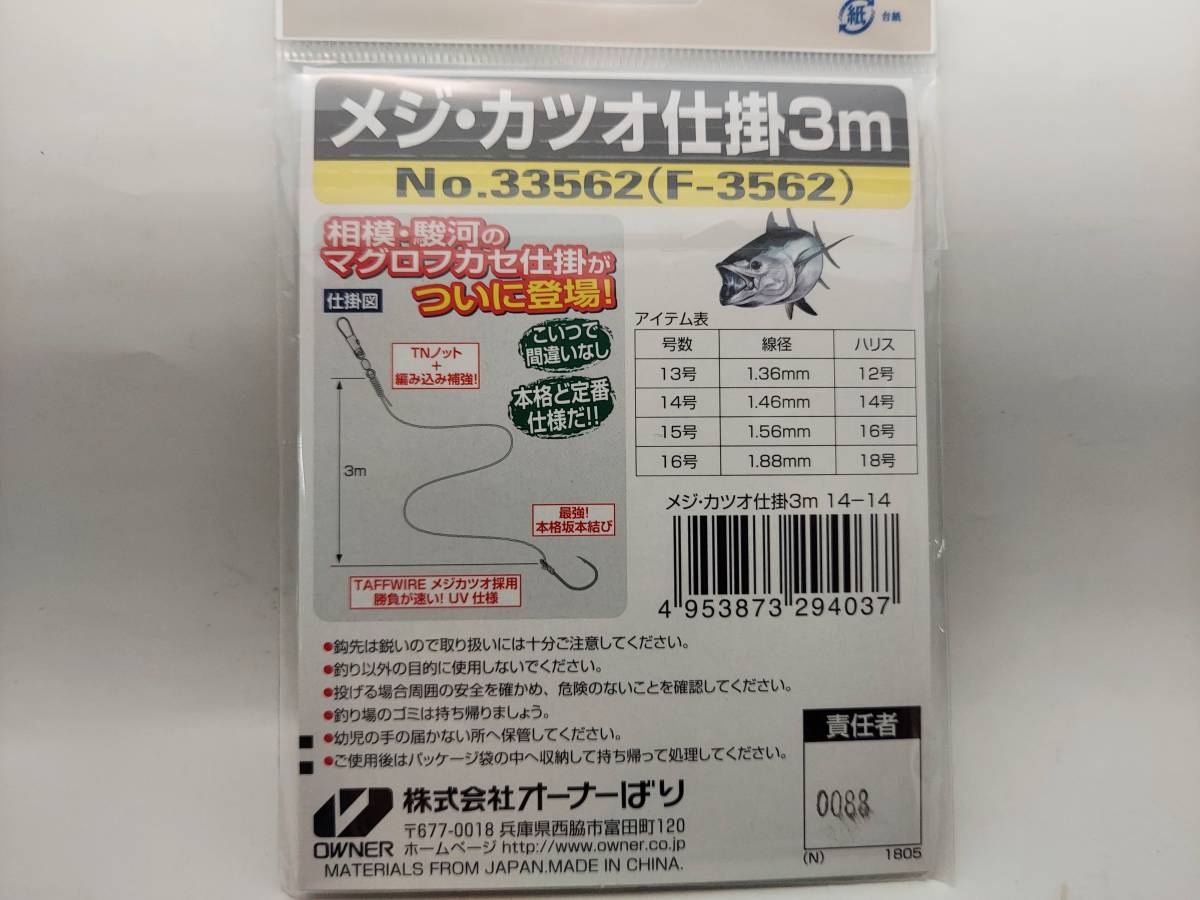 紙 台紙
メジ・カツオ仕掛3m
No.33562(F-3562)
相模・駿河の
マグロフカセ仕掛が
ついに登場!
仕掛図
TNノット
+
編み込み補強!
こいつで
間違いなし
本格ど定番
仕様だ!!
3m
最強!
本格坂本結び
TAFFWIRE メジカツオ採用
勝負が速い! UV仕様
アイテム表
号数 線径 ハリス
13号 1.36mm 12号
14号 1.46mm 14号
15号 1.56mm 16号
16号 1.88mm 18号
メジ・カツオ仕掛3m 14-14
4 953873 294037
●鈎先は鋭いので取り扱いには十分ご注意してください。
●釣り以外の目的に使用しないでください。
●投げる場合周囲の安全を確かめ、危険のないことを確認してください。
●釣り場のゴミは持ち帰りましょう。
●幼児の手の届かない所へ保管してください。
●ご使用後はパッケージ袋の中へ収納して持ち帰って処理してください。
責任者
0088
(N) 1805
OWNER
株式会社オーナーばり
〒677-0018 兵庫県西脇市富田町120
ホームページ http://www.owner.co.jp
MATERIALS FROM JAPAN.MADE IN CHINA.